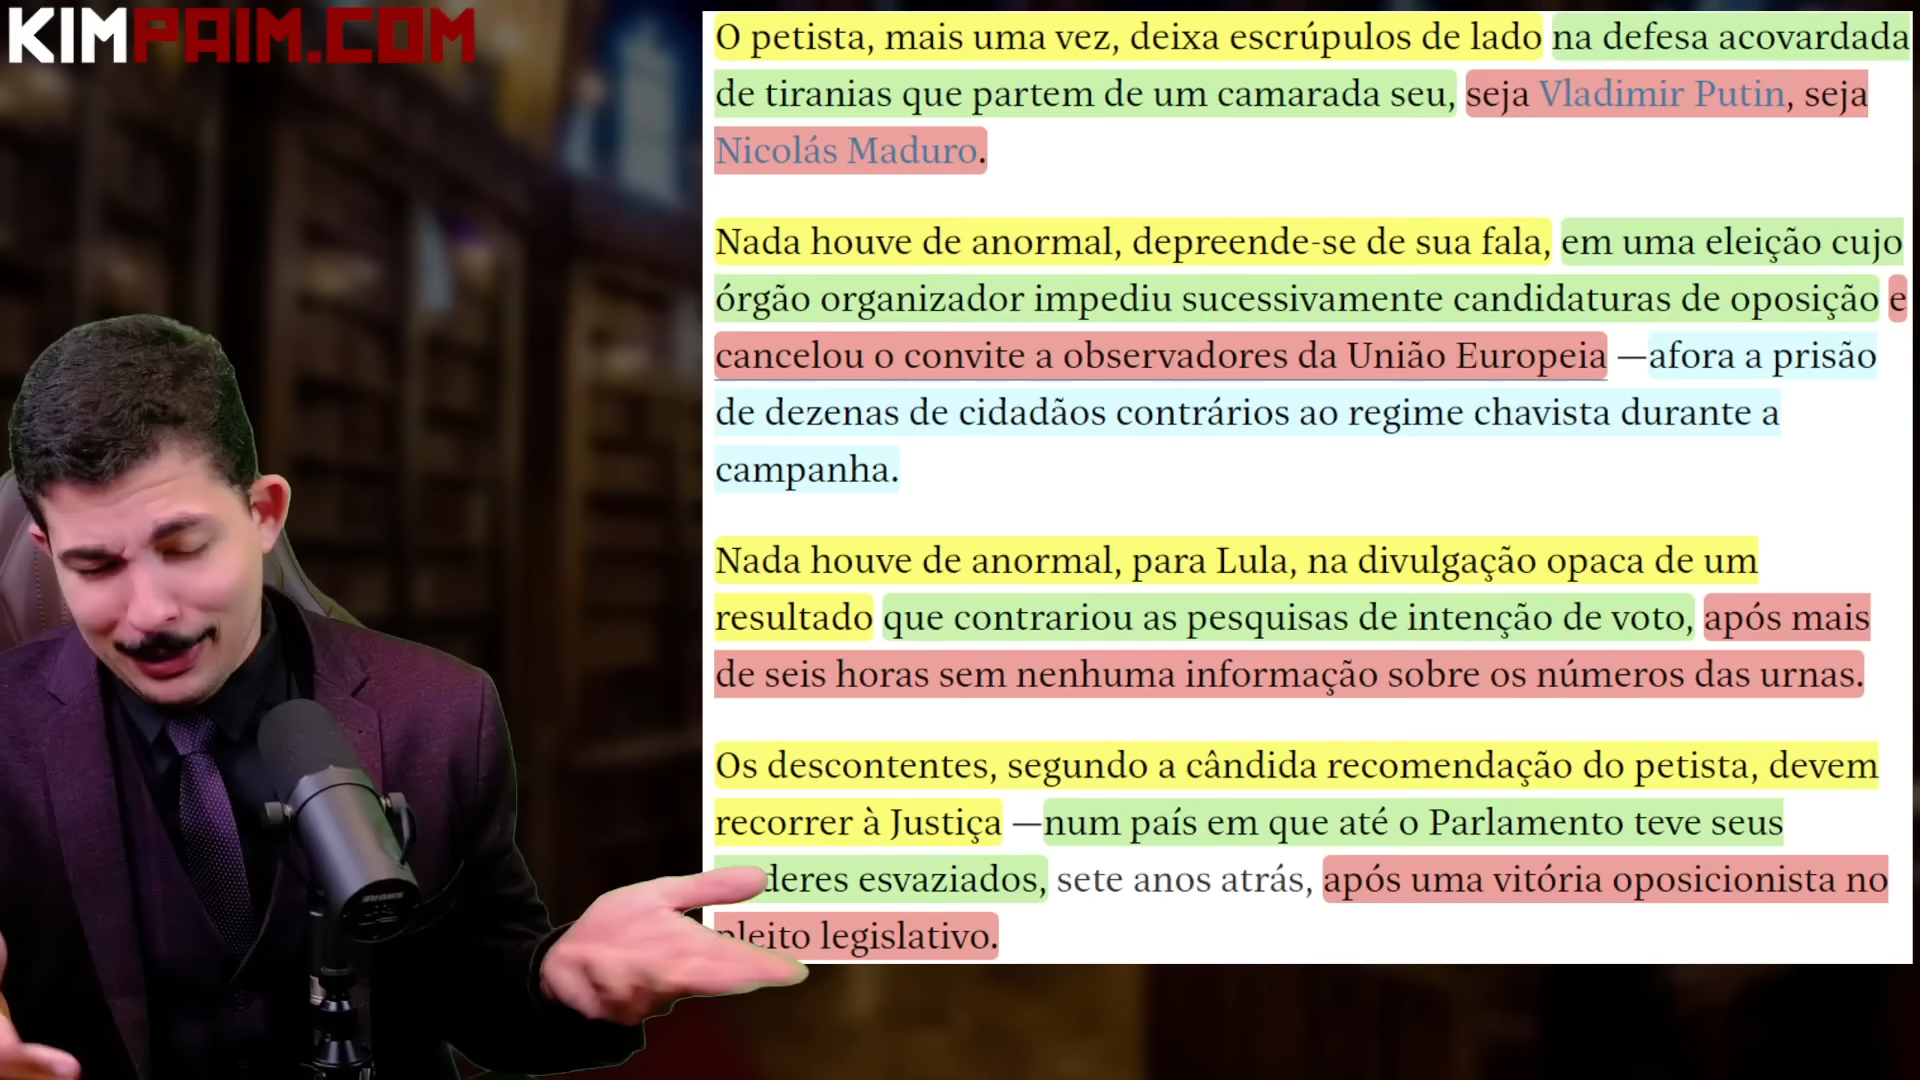 KIMPAIM.COM
O petista, mais uma vez, deixa escrúpulos de lado na defesa acovardada
de tiranias que partem de um camarada seu, seja Vladimir Putin, seja
Nicolás Maduro.
Nada houve de anormal, depreende-se de sua fala, em uma eleição cujo
órgão organizador impediu sucessivamente candidaturas de oposição e
cancelou o convite a observadores da União Europeia —afora a prisão
de dezenas de cidadãos contrários ao regime chavista durante a
campanha.
Nada houve de anormal, para Lula, na divulgação opaca de um
resultado que contrariou as pesquisas de intenção de voto, após mais
de seis horas sem nenhuma informação sobre os números das urnas.
Os descontentes, segundo a cândida recomendação do petista, devem
recorrer à Justiça —num país em que até o Parlamento teve seus
deres esvaziados, sete anos atrás, após uma vitória oposicionista no
pleito legislativo.